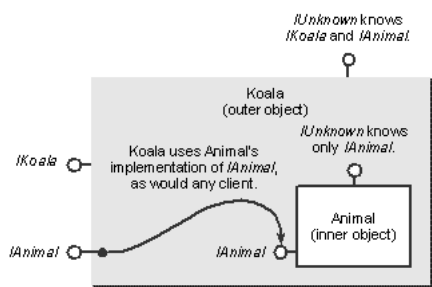 IUnknown knows
IKoala and IAnimal.
Koala
(outer object)
IUnknown knows
only IAnimal.
Koala uses Animal's
implementation of IAnimal,
as would any client.
IKoala
Animal
(inner object)
IAnimal
IAnimal